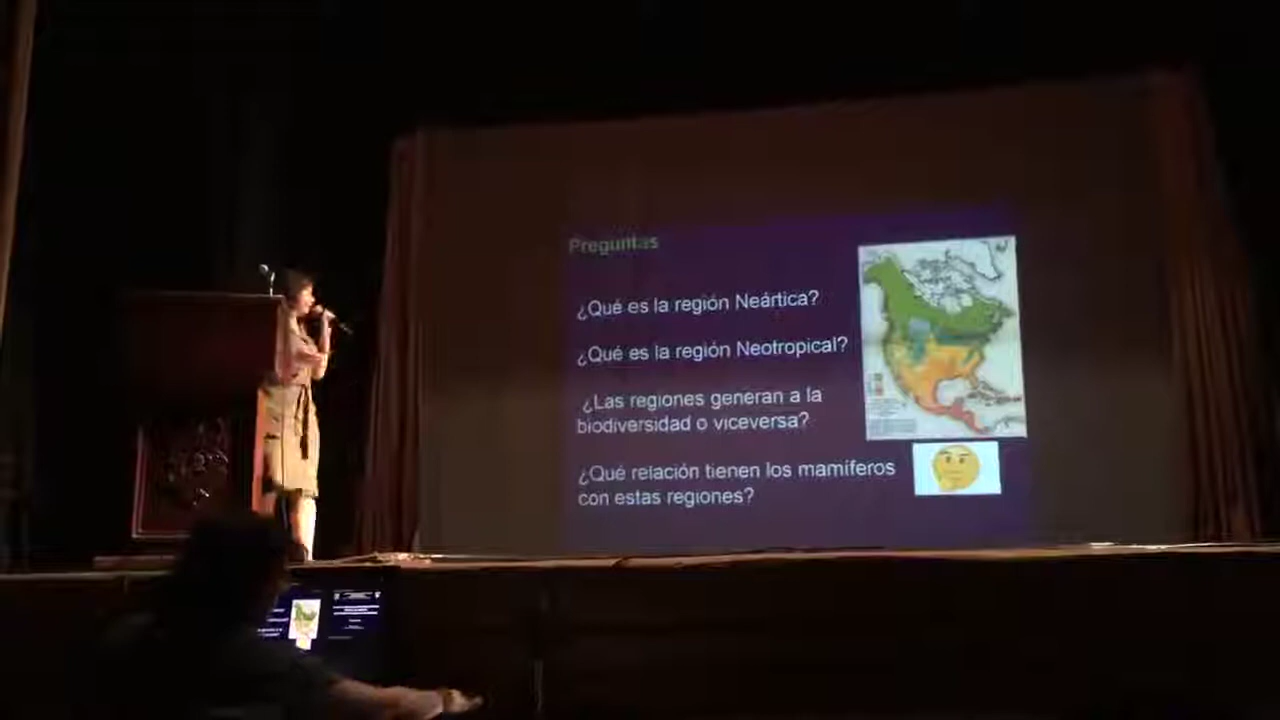 Preguntas
¿Qué es la región Neártica?
¿Qué es la región Neotropical?
¿Las regiones generan a la
biodiversidad o viceversa?
¿Qué relación tienen los mamíferos
con estas regiones?